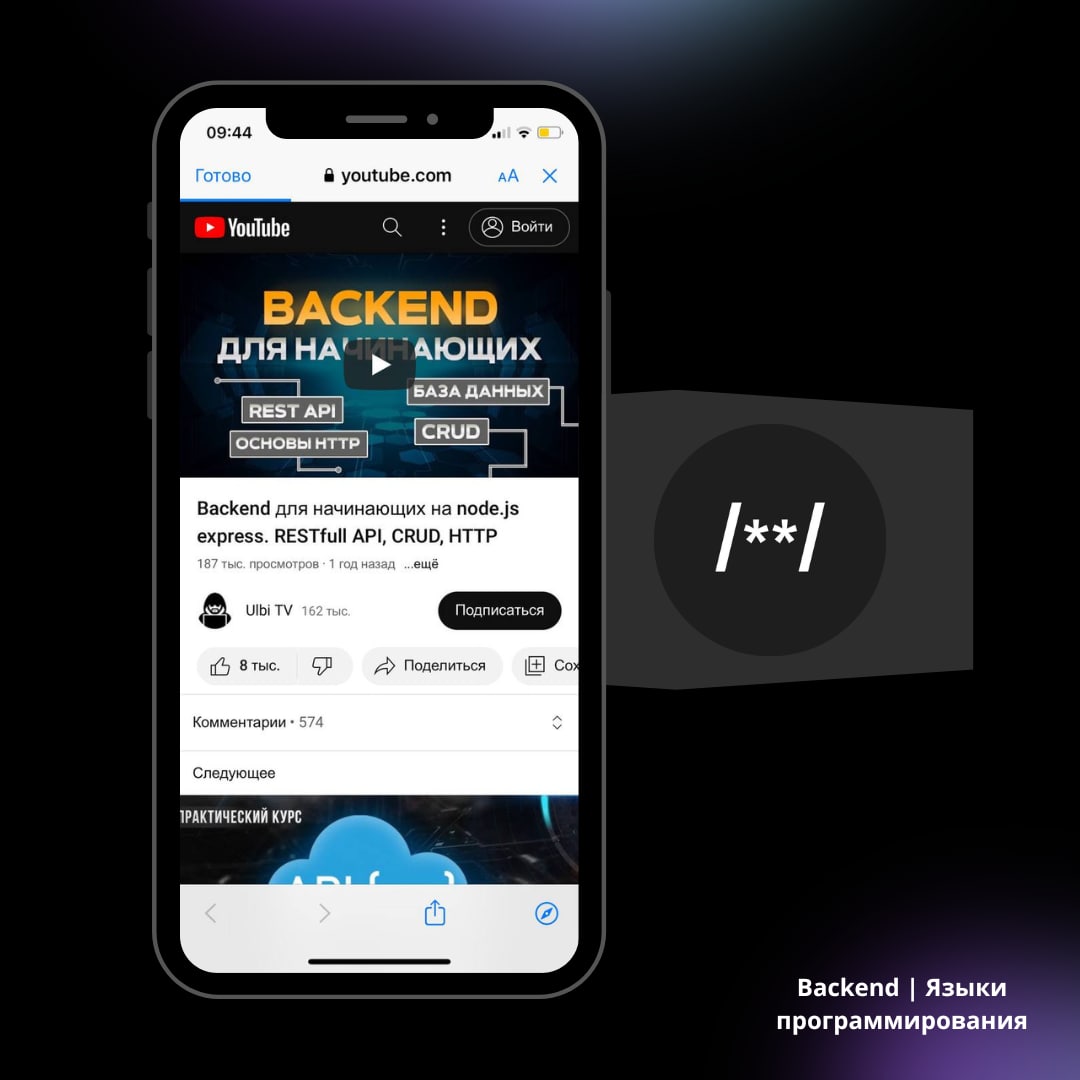 09:44
Готово
youtube.com
AА
YouTube
Войти
BACKEND
ДЛЯ НАЧИНАЮЩИХ
БАЗА ДАННЫХ
REST API
CRUD
ОСНОВЫ HTTP
Backend для начинающих на node.js
express. RESTfull API, CRUD, HTTP
187 тыс. просмотров · 1 год назад ...ещё
Ulbi TV 162 тыс.
Подписаться
8 тыс.
Поделиться
Сох
Комментарии • 574
Следующее
ПРАКТИЧЕСКИЙ КУРС
API {
/**/
Backend | Языки
программирования